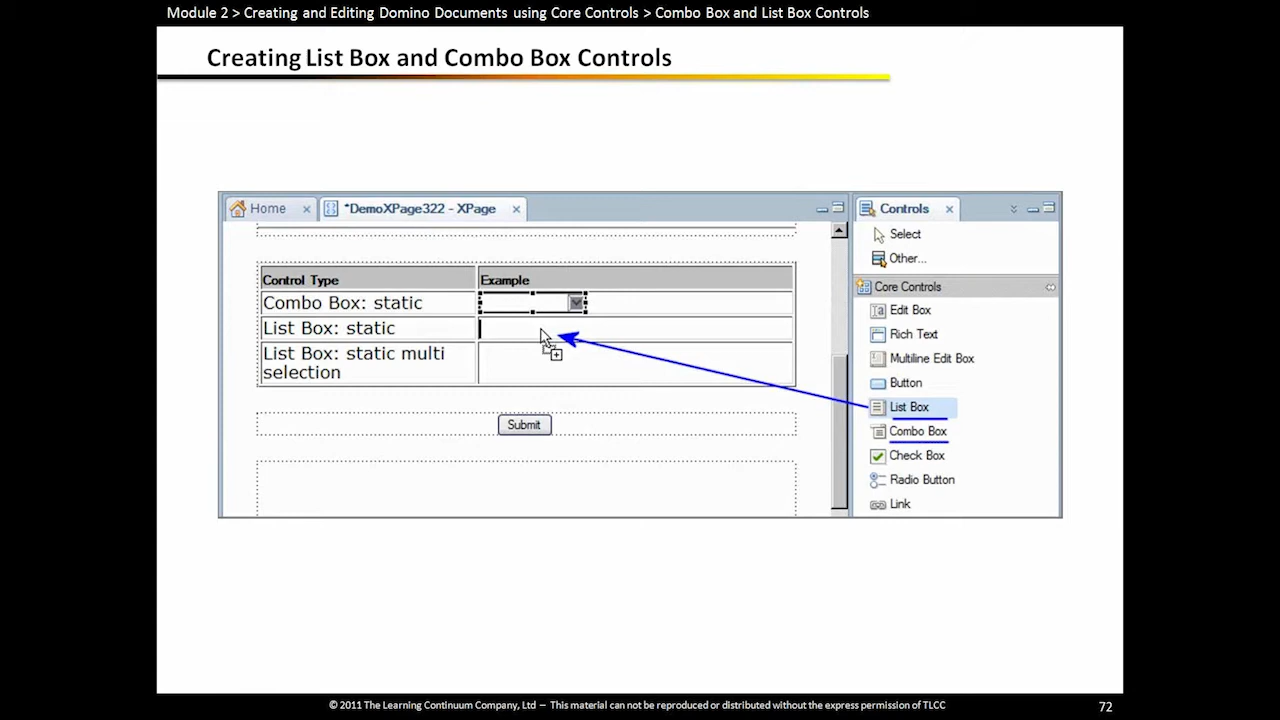 Module 2 > Creating and Editing Domino Documents using Core Controls > Combo Box and List Box Controls
Creating List Box and Combo Box Controls
Home
*DemoXPage322 - XPage
Controls
Select
Other...
Control Type
Example
Core Controls
Combo Box: static
Edit Box
List Box: static
Rich Text
List Box: static multi
selection
Multiline Edit Box
Button
List Box
Submit
Combo Box
Check Box
Radio Button
Link
© 2011 The Learning Continuum Company, Ltd – This material can not be reproduced or distributed without the express permission of TLCC
72